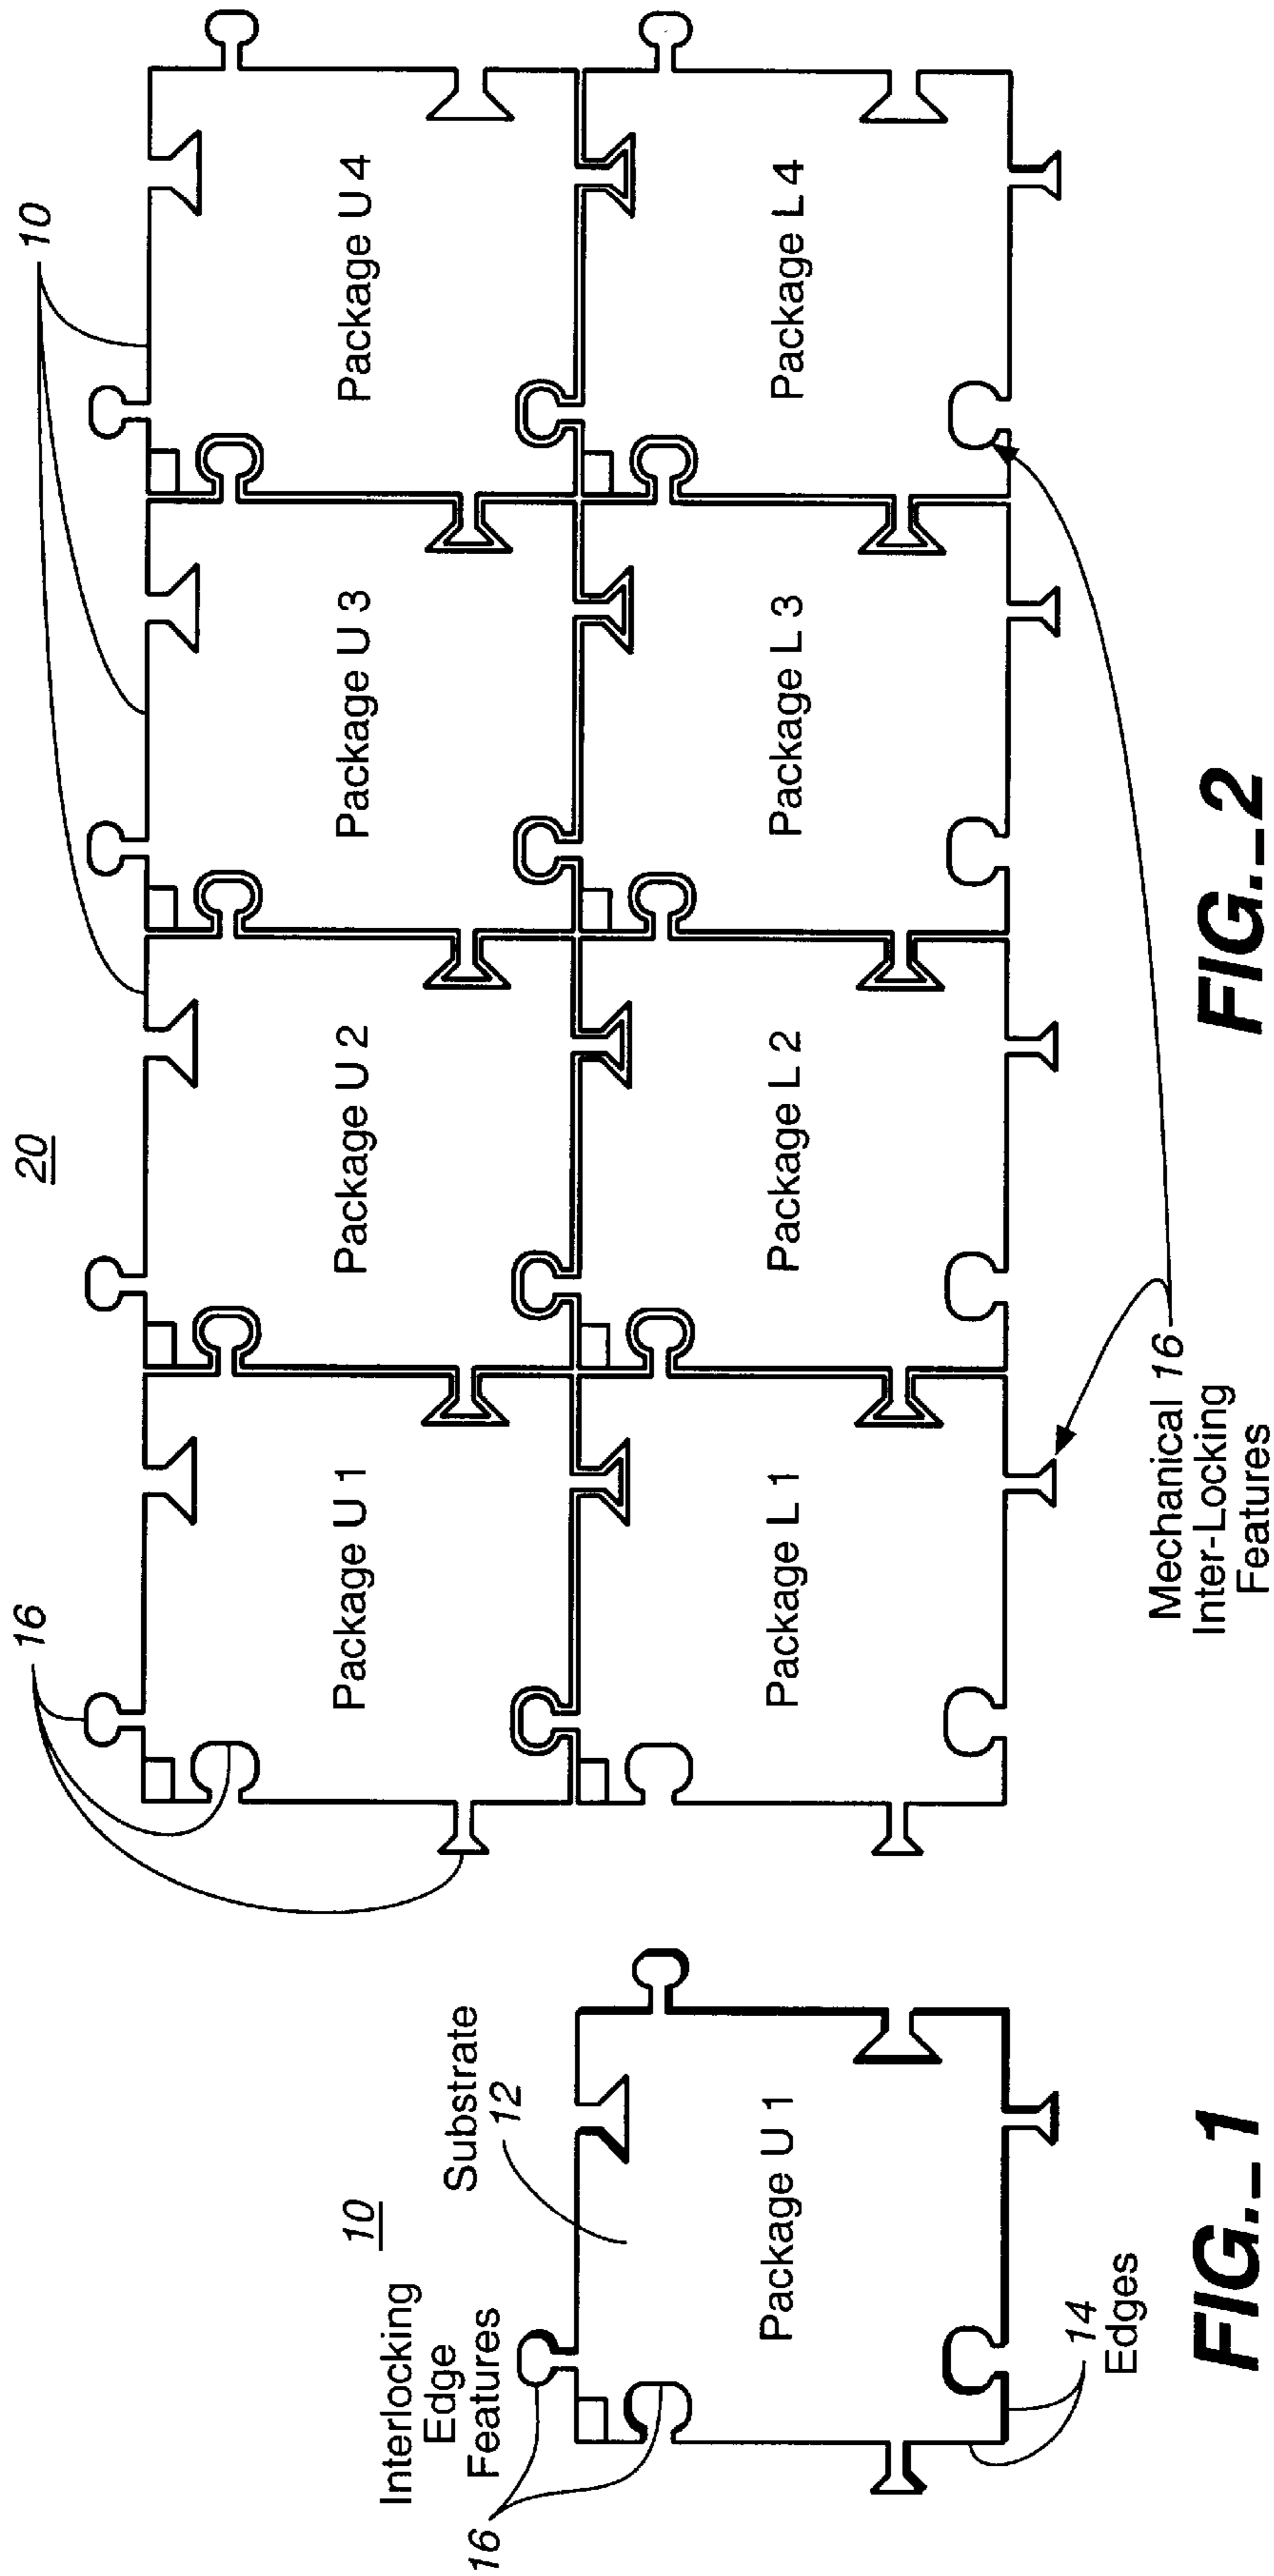 10
Interlocking
Edge
Features
Substrate
12
16
Package U 1
14
Edges
FIG._1
20
16
10
Package U 1
Package U 2
Package U 3
Package U 4
Package L 1
Package L 2
Package L 3
Package L 4
Mechanical 16
Inter-Locking
Features
FIG._2